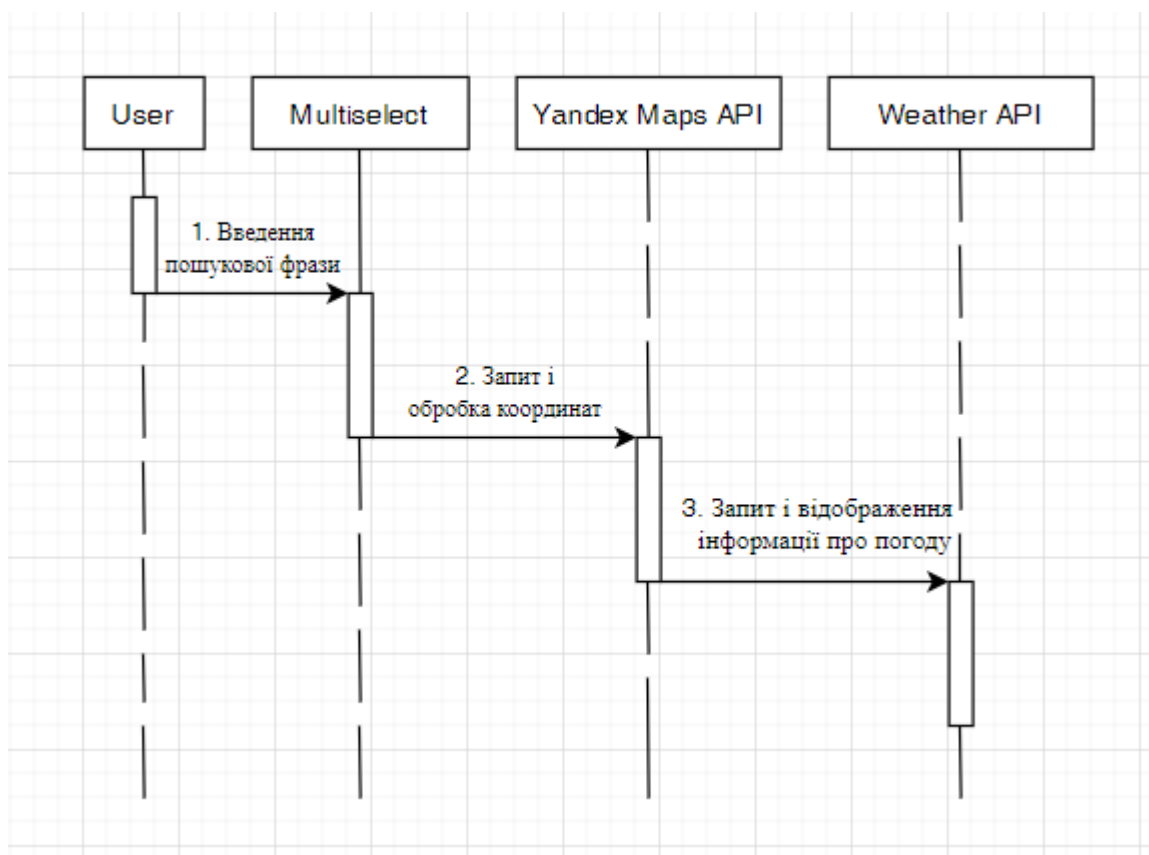 User
Multiselect
Yandex Maps API
Weather API
1. Введення
пошукової фрази
2. Запит і
обробка координат
3. Запит і відображення
інформації про погоду